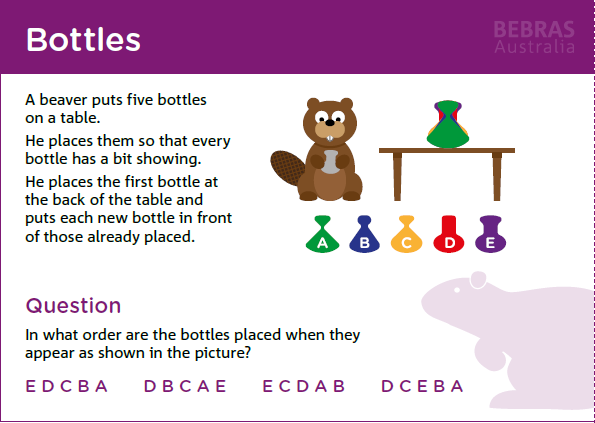 Bottles
BEBRAS
Australia
A beaver puts five bottles
on a table.
He places them so that every
bottle has a bit showing.
He places the first bottle at
the back of the table and
puts each new bottle in front
of those already placed.
A B C D E
Question
In what order are the bottles placed when they
appear as shown in the picture?
E D C B A D B C A E E C D A B D C E B A